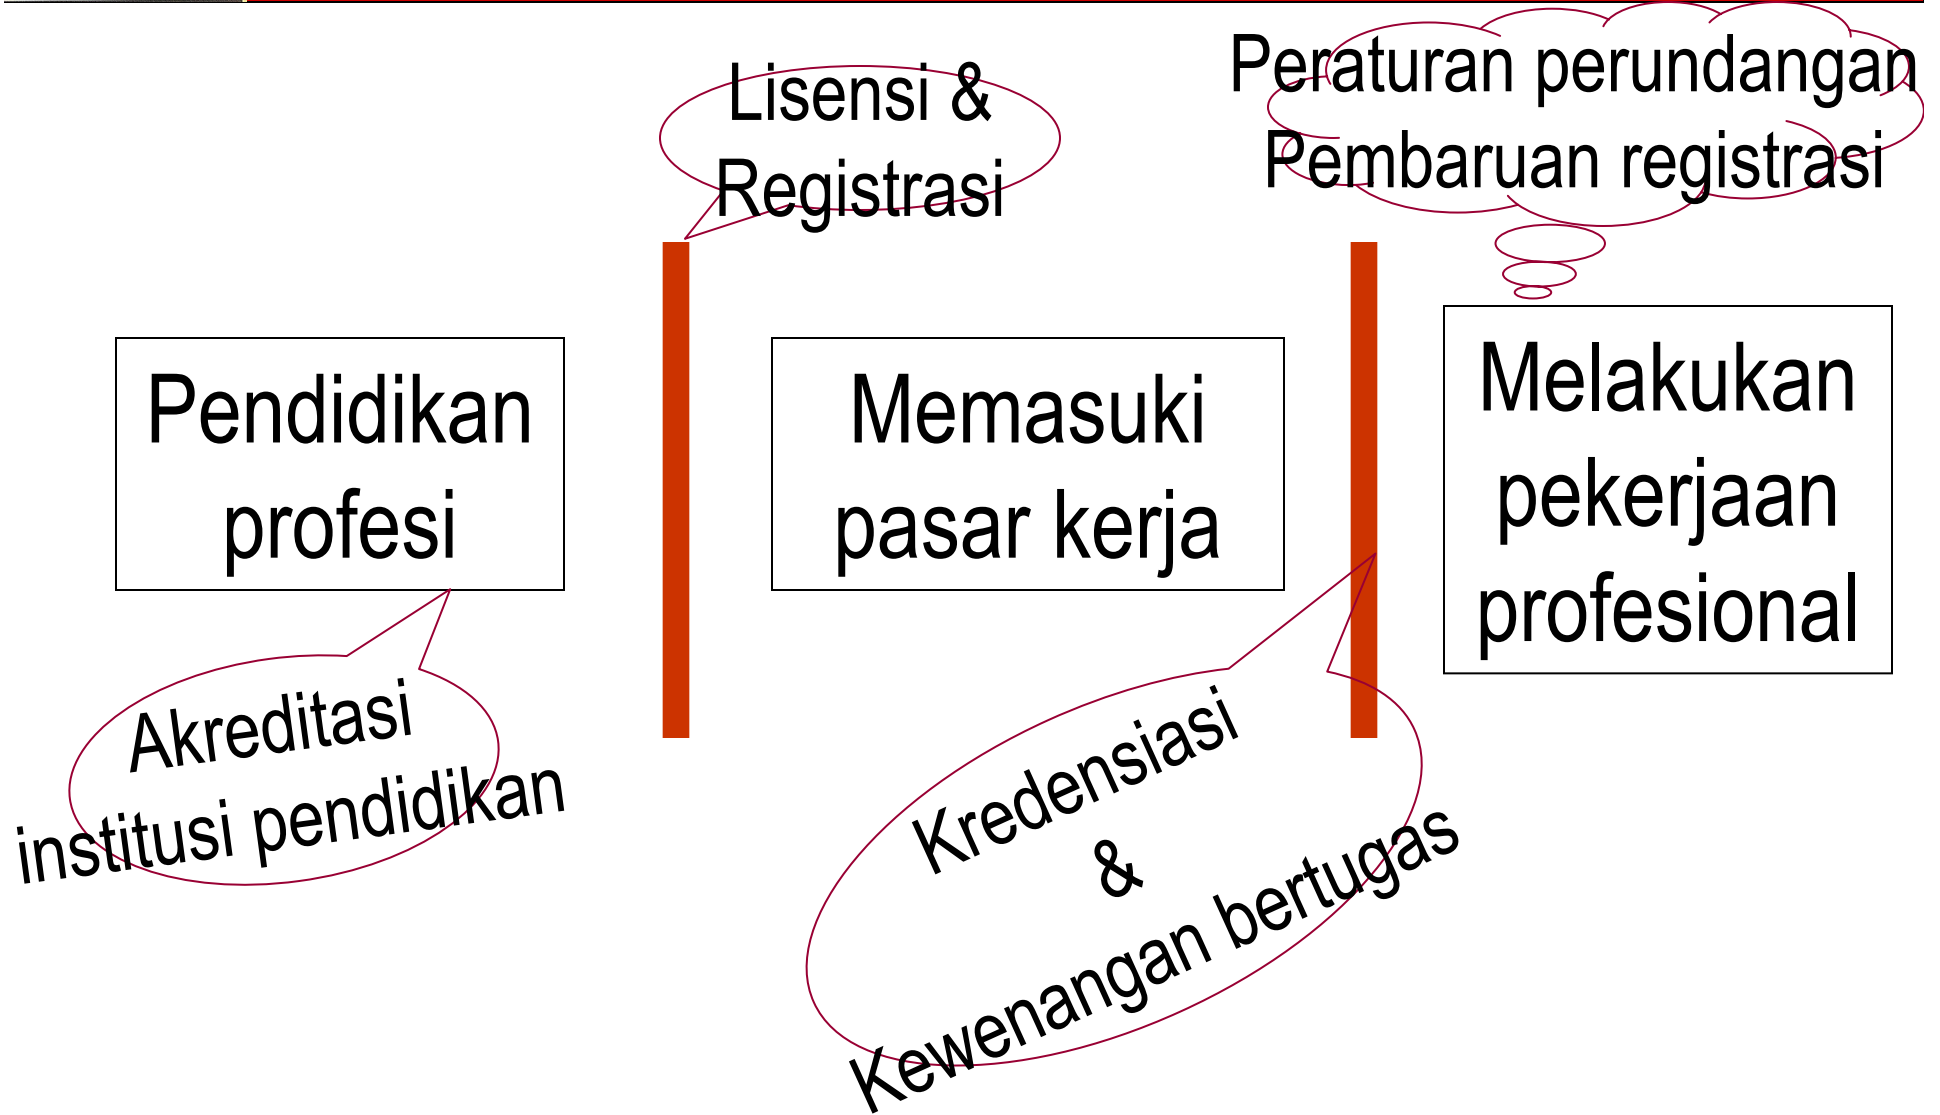 Lisensi &
Registrasi
Peraturan perundangan
Pembaruan registrasi
Pendidikan
profesi
Memasuki
pasar kerja
Melakukan
pekerjaan
profesional
Akreditasi
institusi pendidikan
Kredensiasi
&
Kewenangan bertugas